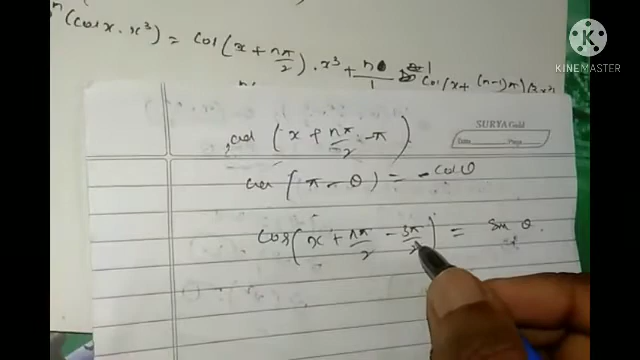 (cosx · x³) = cos(x + nπ/2) · x³ + n/1 cos(x + (n-1)π
KINEMASTER
SURYA Gold
Date Page
cos(x + nπ/2 - π)
cos(π - θ) = - cosθ
cos(x + nπ/2 - 3π/2) = sin θ.